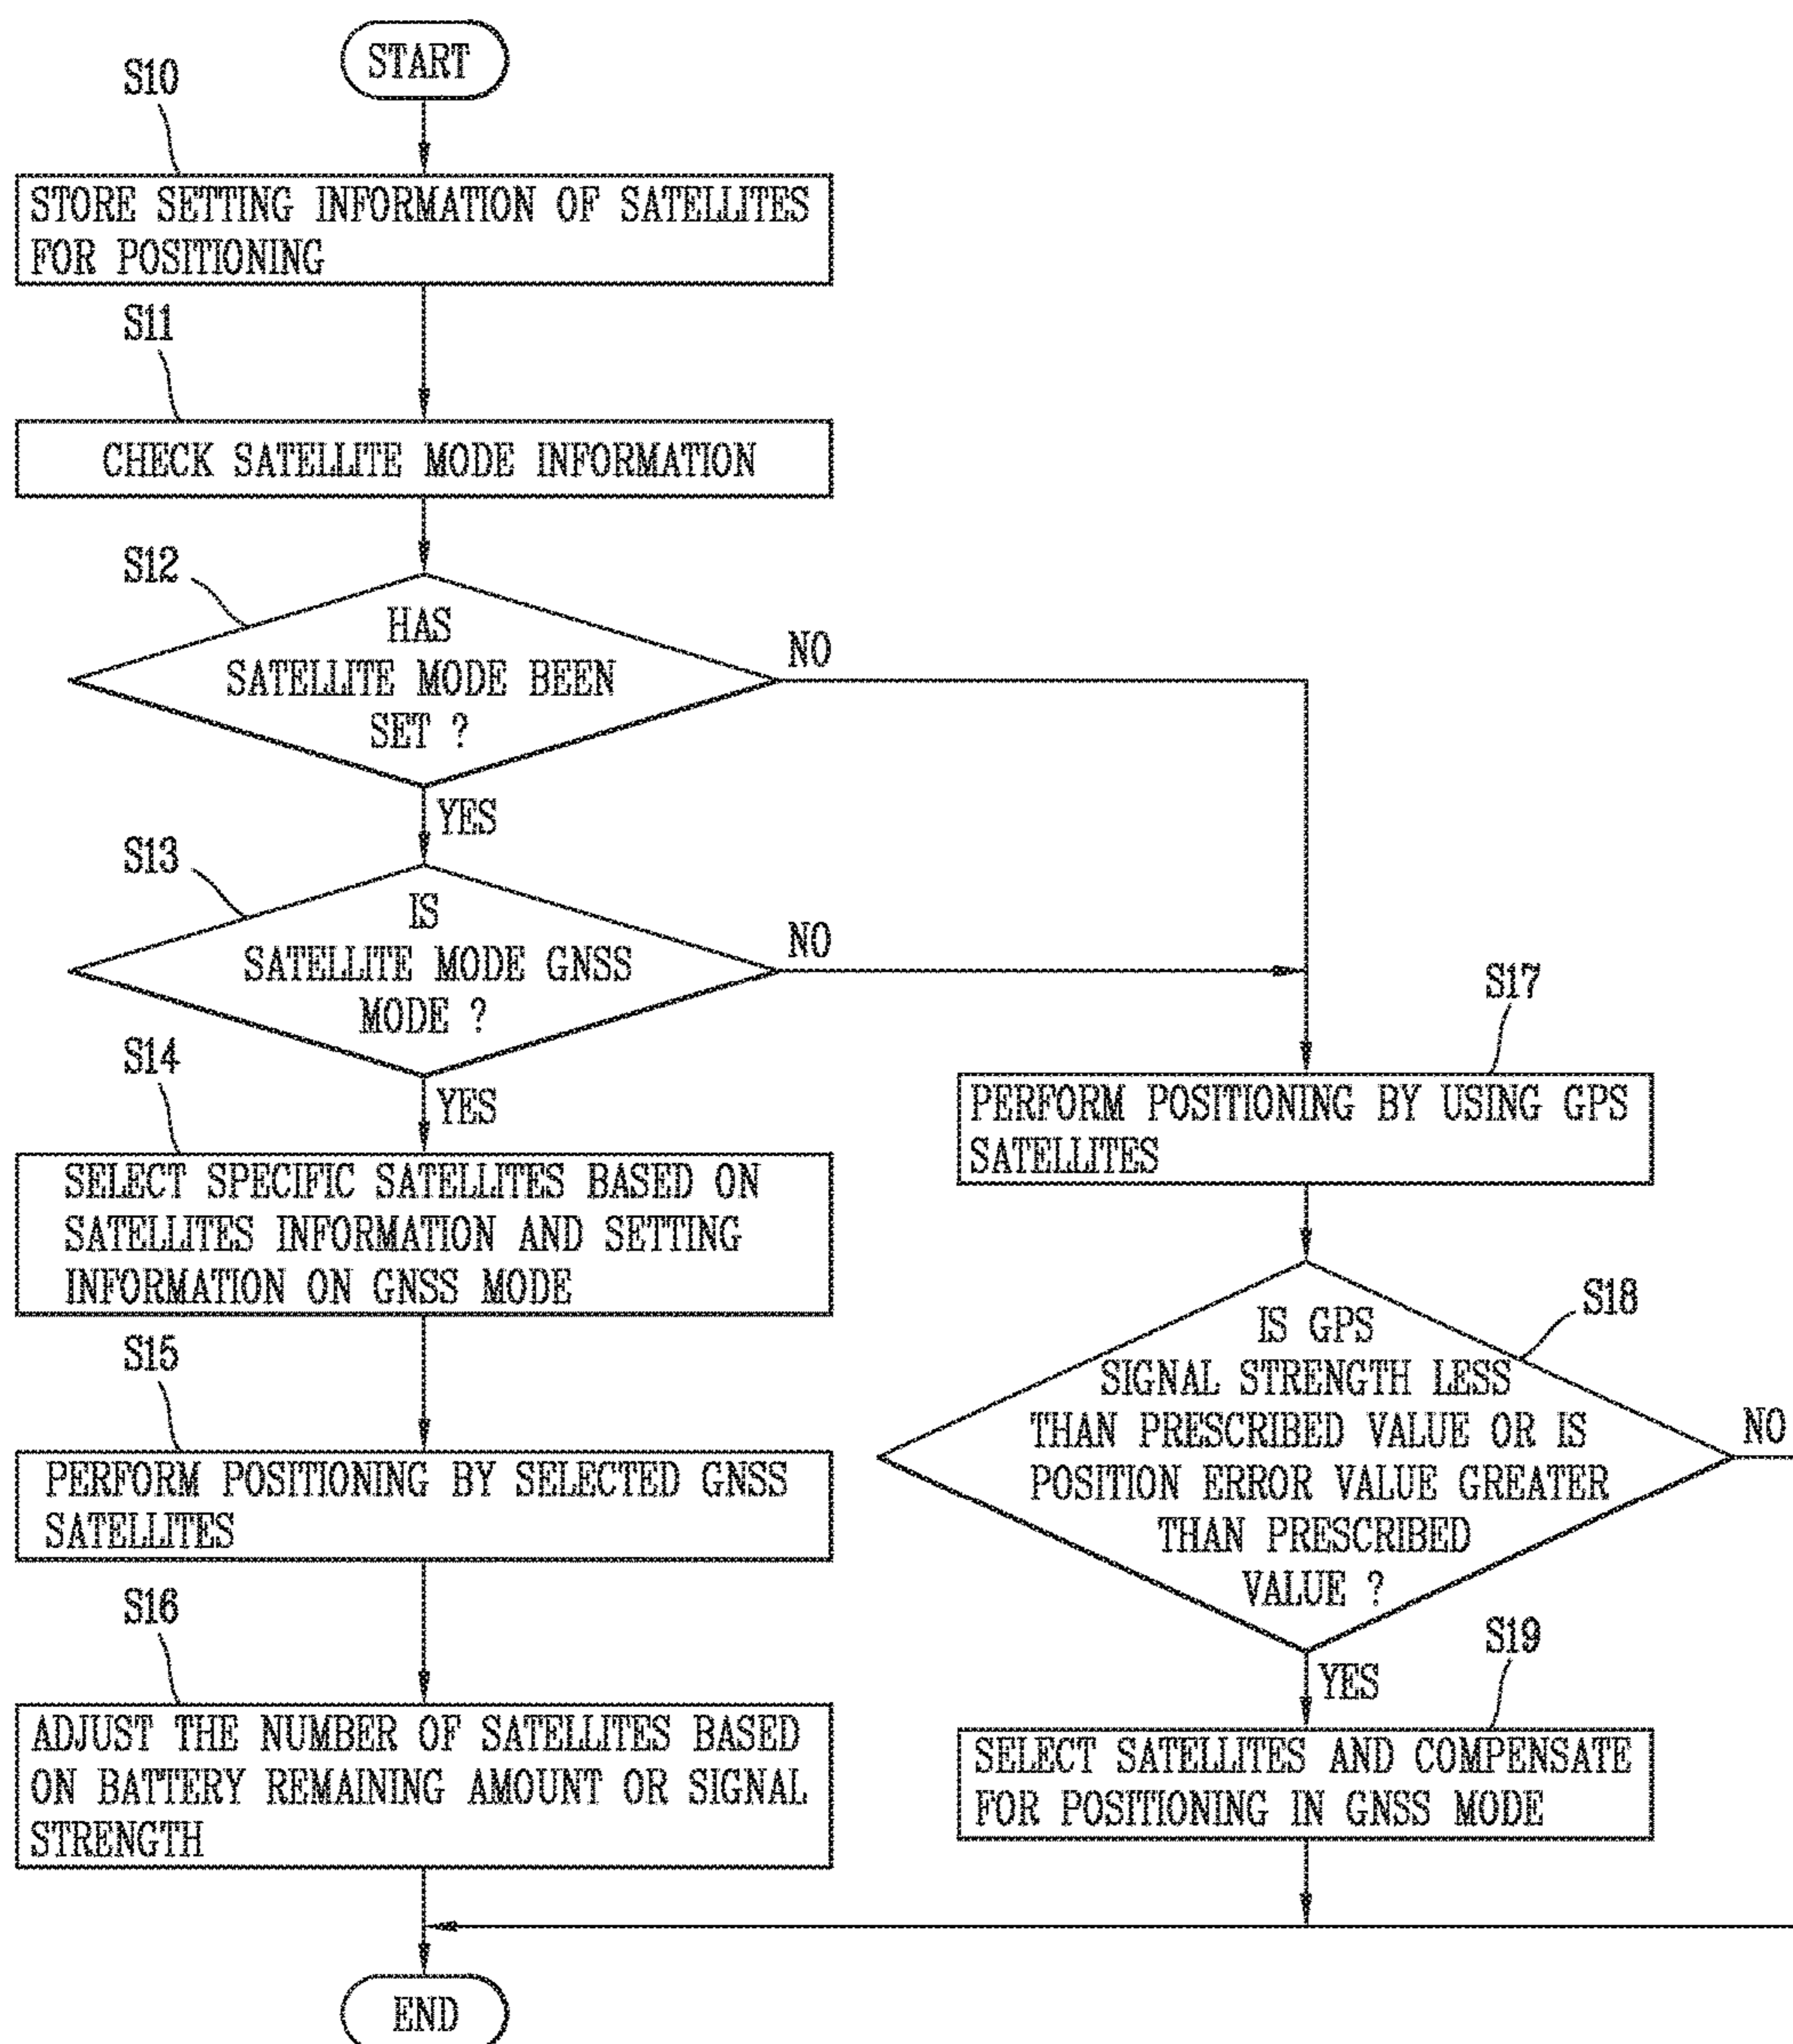 START
S10
STORE SETTING INFORMATION OF SATELLITES
FOR POSITIONING
S11
CHECK SATELLITE MODE INFORMATION
S12
HAS
SATELLITE MODE BEEN
SET ?
NO
YES
S13
IS
SATELLITE MODE GNSS
MODE ?
NO
YES
S14
SELECT SPECIFIC SATELLITES BASED ON
SATELLITES INFORMATION AND SETTING
INFORMATION ON GNSS MODE
S15
PERFORM POSITIONING BY SELECTED GNSS
SATELLITES
S16
ADJUST THE NUMBER OF SATELLITES BASED
ON BATTERY REMAINING AMOUNT OR SIGNAL
STRENGTH
S17
PERFORM POSITIONING BY USING GPS
SATELLITES
S18
IS GPS
SIGNAL STRENGTH LESS
THAN PRESCRIBED VALUE OR IS
POSITION ERROR VALUE GREATER
THAN PRESCRIBED
VALUE ?
NO
YES
S19
SELECT SATELLITES AND COMPENSATE
FOR POSITIONING IN GNSS MODE
END